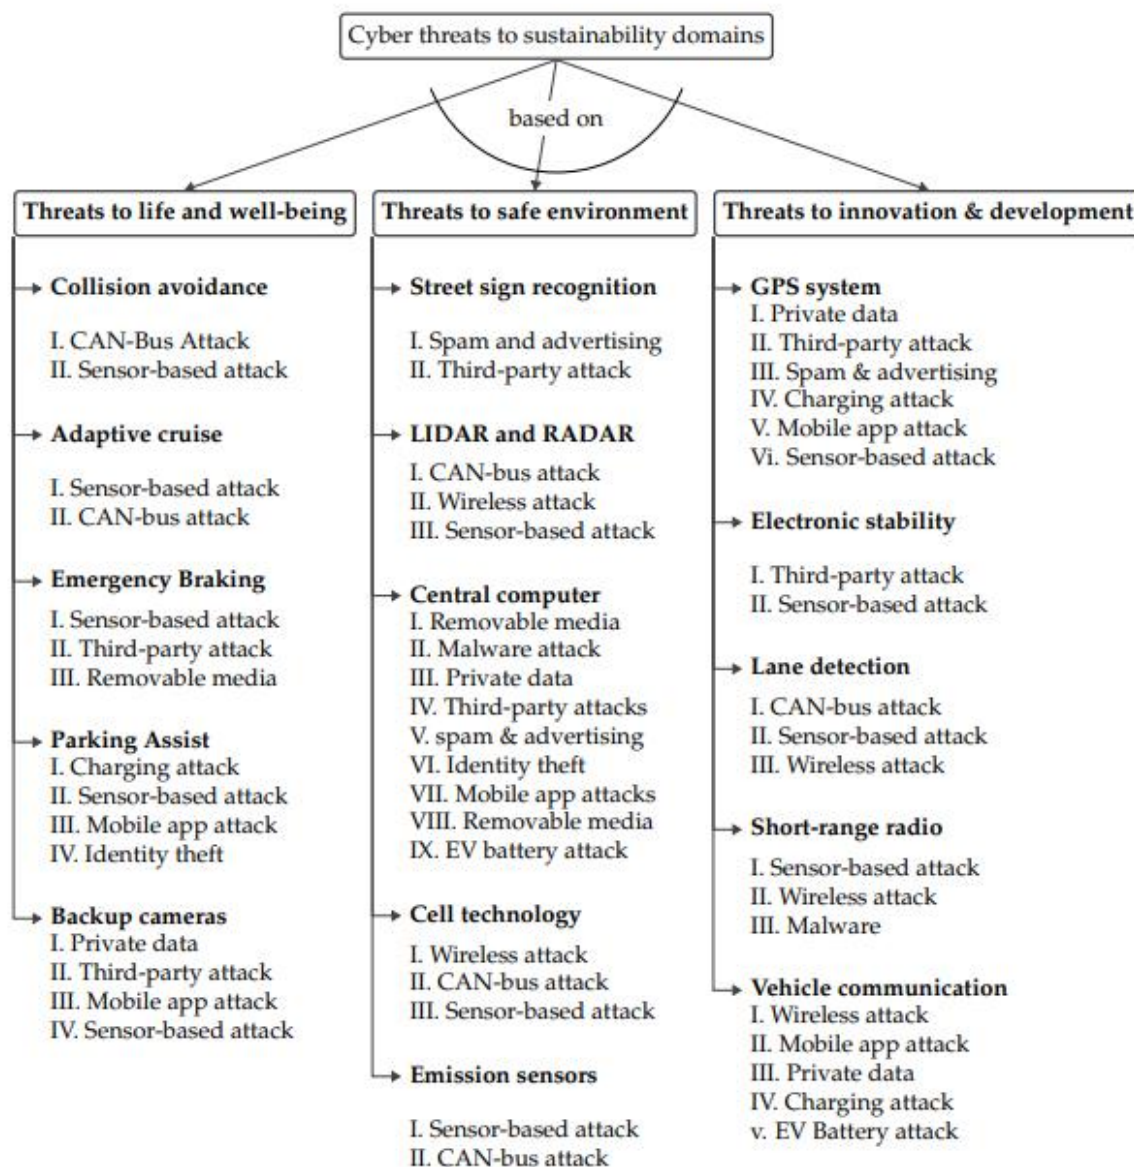 Cyber threats to sustainability domains
based on
Threats to life and well-being
Collision avoidance
I. CAN-Bus Attack
II. Sensor-based attack
Adaptive cruise
I. Sensor-based attack
II. CAN-bus attack
Emergency Braking
I. Sensor-based attack
II. Third-party attack
III. Removable media
Parking Assist
I. Charging attack
II. Sensor-based attack
III. Mobile app attack
IV. Identity theft
Backup cameras
I. Private data
II. Third-party attack
III. Mobile app attack
IV. Sensor-based attack
Threats to safe environment
Street sign recognition
I. Spam and advertising
II. Third-party attack
LIDAR and RADAR
I. CAN-bus attack
II. Wireless attack
III. Sensor-based attack
Central computer
I. Removable media
II. Malware attack
III. Private data
IV. Third-party attacks
V. spam & advertising
VI. Identity theft
VII. Mobile app attacks
VIII. Removable media
IX. EV battery attack
Cell technology
I. Wireless attack
II. CAN-bus attack
III. Sensor-based attack
Emission sensors
I. Sensor-based attack
II. CAN-bus attack
Threats to innovation & development
GPS system
I. Private data
II. Third-party attack
III. Spam & advertising
IV. Charging attack
V. Mobile app attack
Vi. Sensor-based attack
Electronic stability
I. Third-party attack
II. Sensor-based attack
Lane detection
I. CAN-bus attack
II. Sensor-based attack
III. Wireless attack
Short-range radio
I. Sensor-based attack
II. Wireless attack
III. Malware
Vehicle communication
I. Wireless attack
II. Mobile app attack
III. Private data
IV. Charging attack
v. EV Battery attack